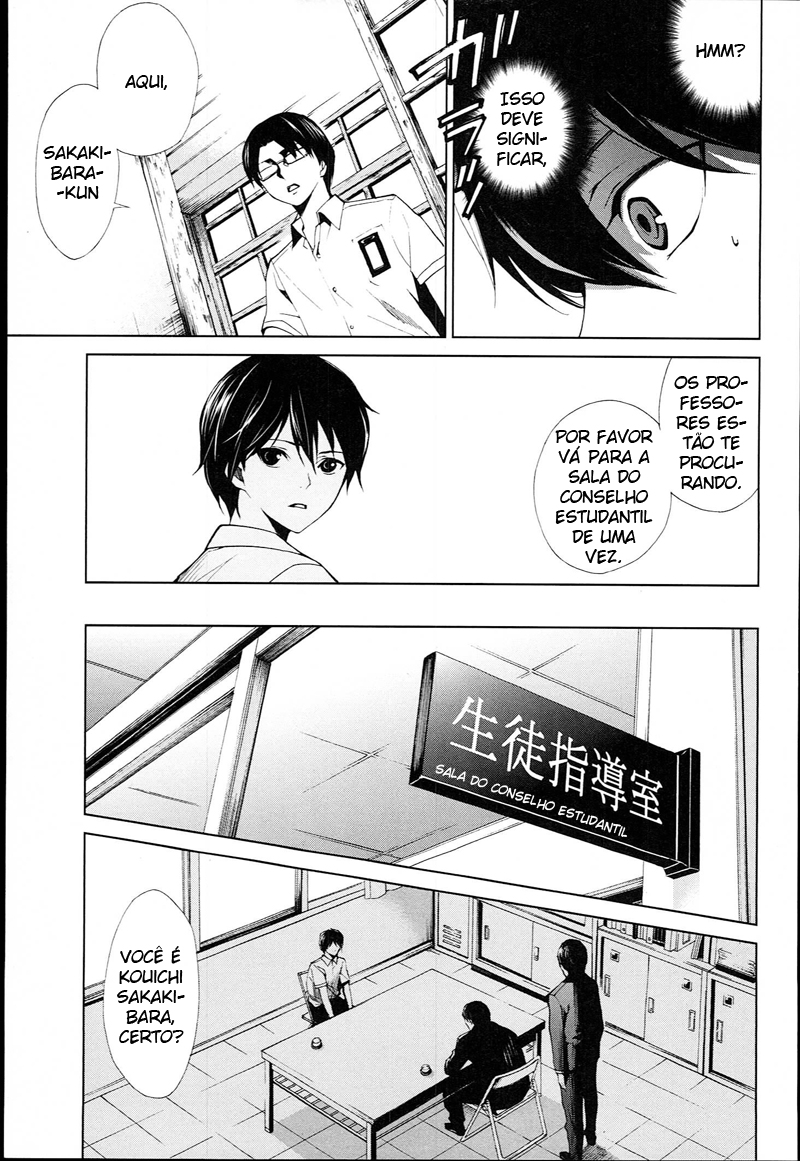 HMM?
ISSO
DEVE
SIGNI-
FICAR,
AQUI,
SAKAKI-
BARA-
-KUN
OS PRO-
FESSO-
RES ES-
TÃO TE
PROCU-
RANDO.
POR FAVOR
VÁ PARA A
SALA DO
CONSELHO
ESTUDANTIL
DE UMA
VEZ.
生徒指導室
SALA DO CONSELHO ESTUDANTIL
VOCÊ É
KOUICHI
SAKAKI-
BARA,
CERTO?